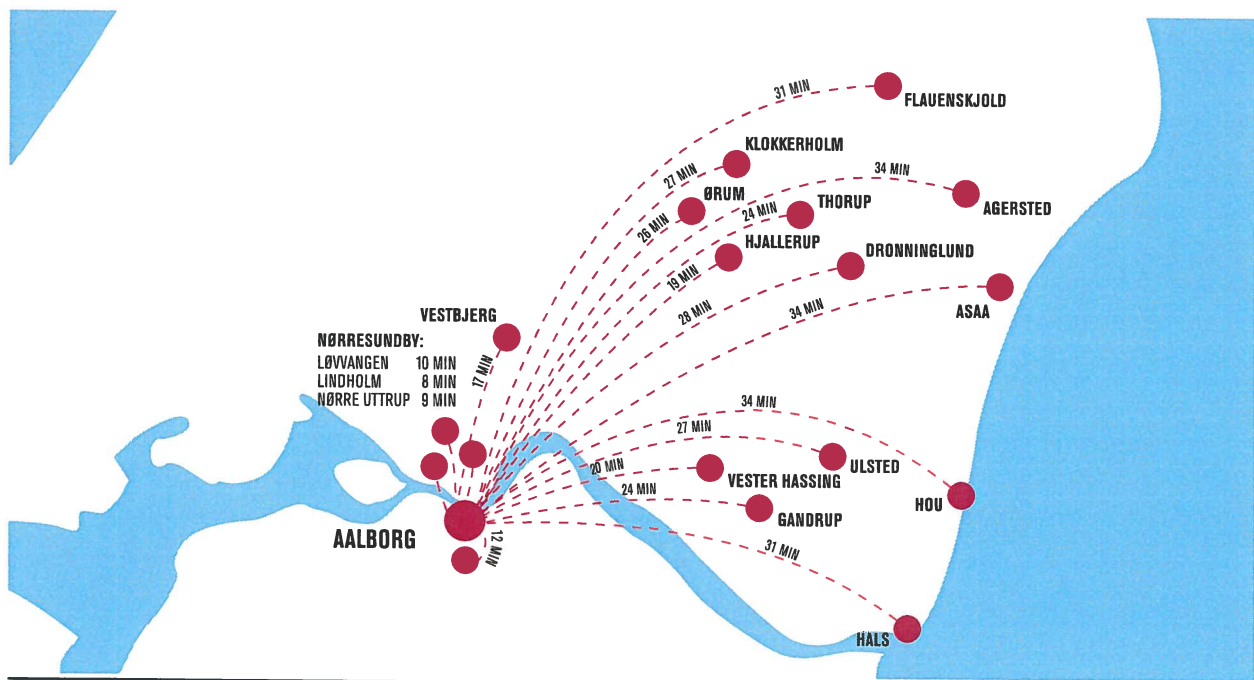 31 MIN
FLAUENSKJOLD
KLOKKERHOLM
27 MIN
34 MIN
ØRUM
THORUP
AGERSTED
24 MIN
26 MIN
HJALLERUP
DRONNINGLUND
19 MIN
28 MIN
34 MIN
ASAA
VESTBJERG
NØRRESUNDBY:
LØVVANGEN 10 MIN
LINDHOLM 8 MIN
NØRRE UTTRUP 9 MIN
17 MIN
34 MIN
27 MIN
20 MIN
ULSTED
VESTER HASSING
24 MIN
HOU
GANDRUP
AALBORG
12 MIN
31 MIN
HALS